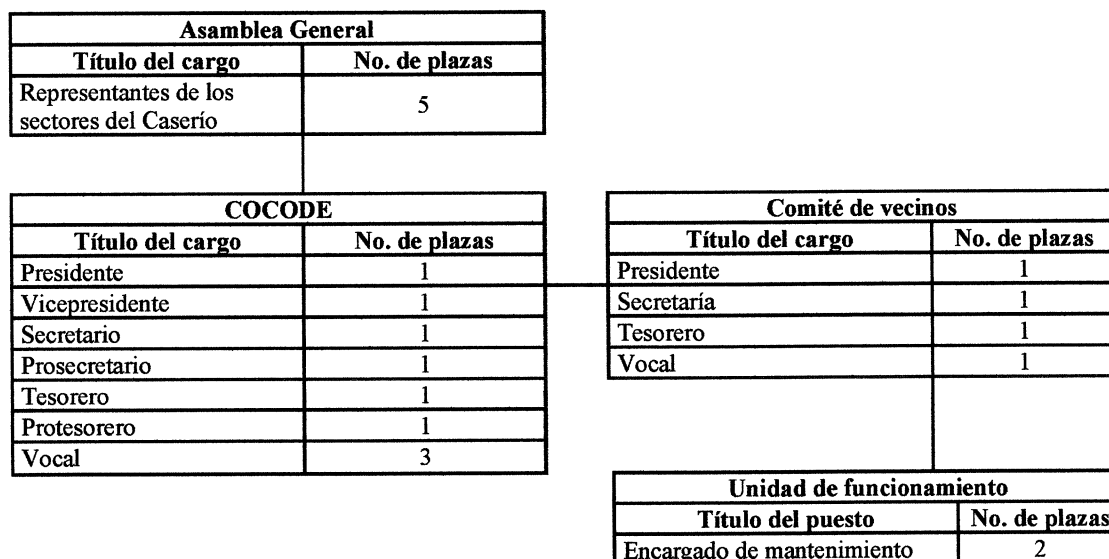 Asamblea General
Título del cargo No. de plazas
Representantes de los
sectores del Caserío 5
COCODE
Título del cargo No. de plazas
Presidente 1
Vicepresidente 1
Secretario 1
Prosecretario 1
Tesorero 1
Protesorero 1
Vocal 3
Comité de vecinos
Título del cargo No. de plazas
Presidente 1
Secretaría 1
Tesorero 1
Vocal 1
Unidad de funcionamiento
Título del puesto No. de plazas
Encargado de mantenimiento 2